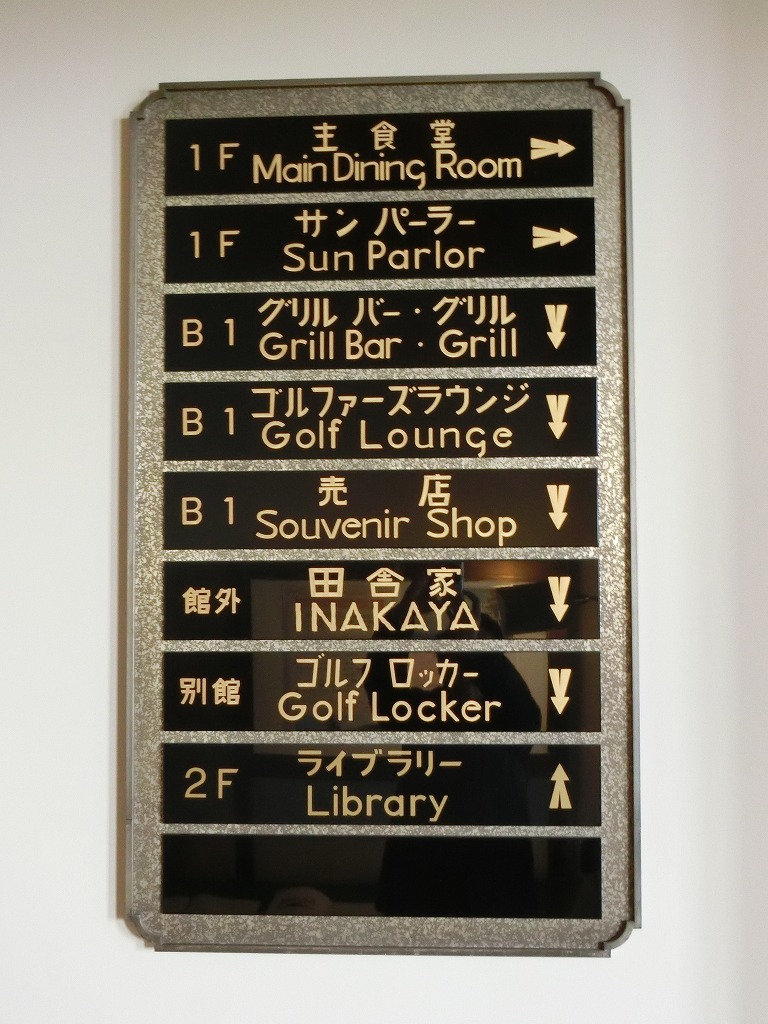 1F 主食堂
Main Dining Room
1F サン パーラー
Sun Parlor
B1 グリル バー・グリル
Grill Bar・Grill
B1 ゴルファーズラウンジ
Golf Lounge
B1 売店
Souvenir Shop
館外 田舎家
INAKAYA
別館 ゴルフ ロッカー
Golf Locker
2F ライブラリー
Library